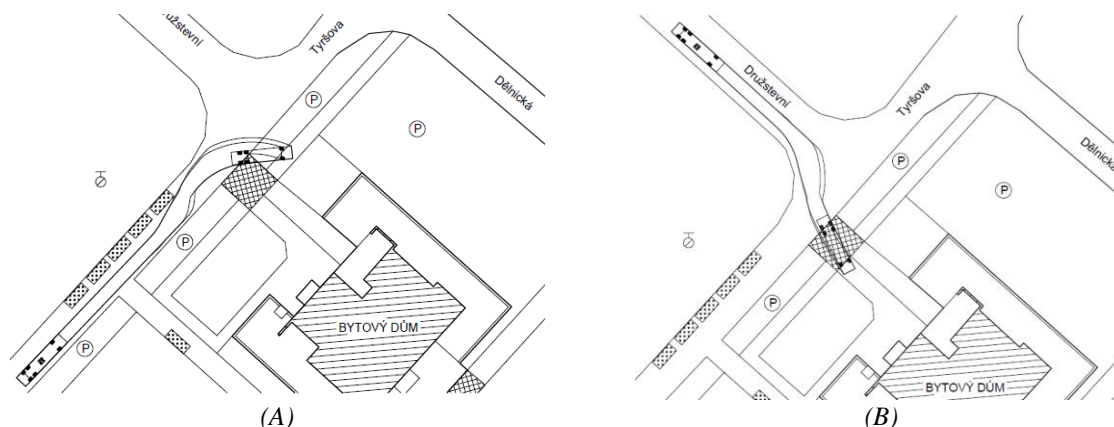 Družstevní
Tyršova
Dělnická
P
P
P
P
BYTOVÝ DŮM
(A)
Družstevní
Tyršova
Dělnická
P
P
P
BYTOVÝ DŮM
(B)